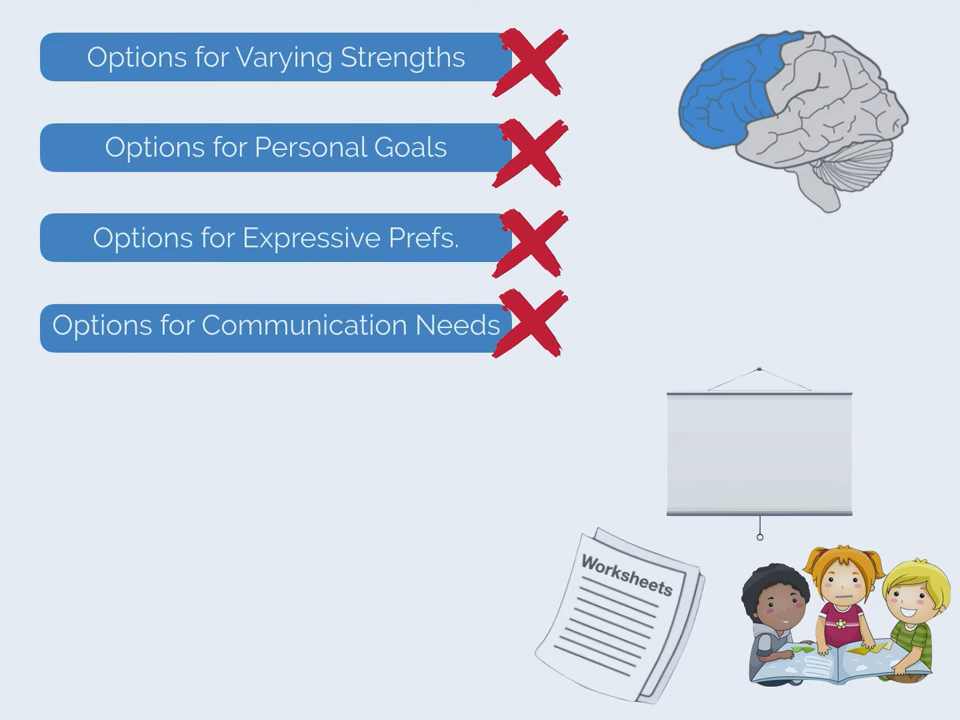 Options for Varying Strengths
Options for Personal Goals
Options for Expressive Prefs.
Options for Communication Needs
Worksheets